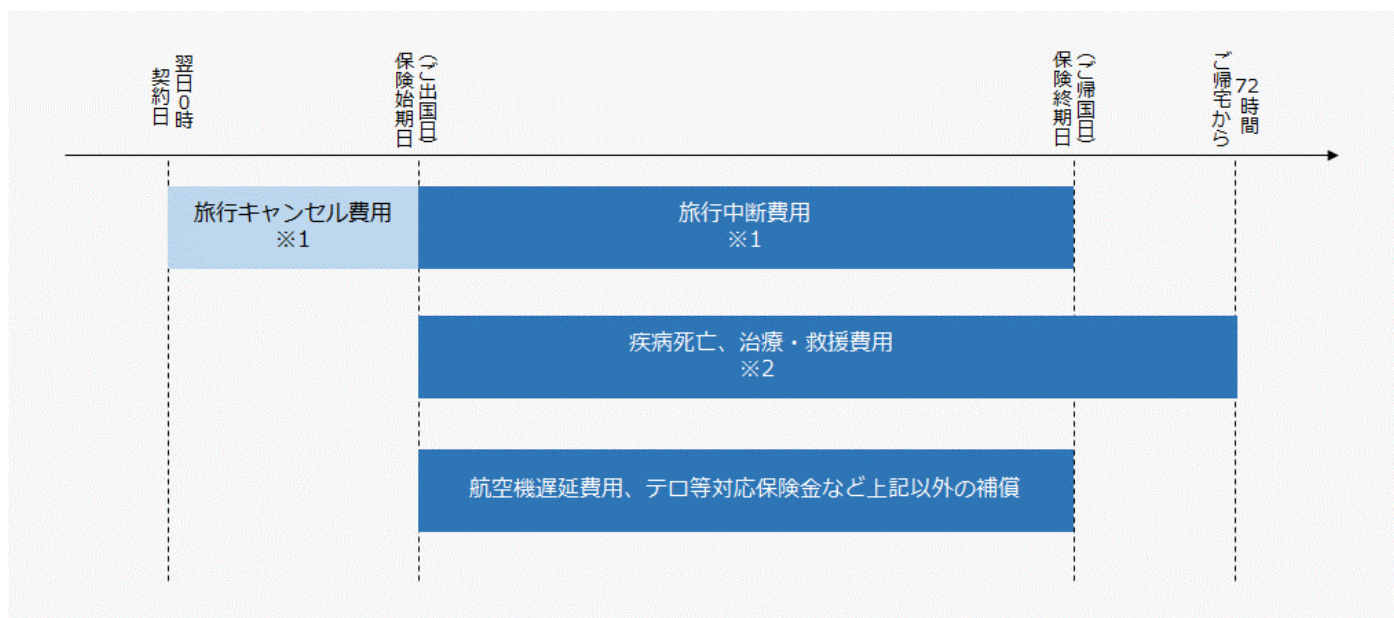 契約日
翌日0時
保険始期日
(ご出国日)
保険終期日
(ご帰国日)
ご帰宅から
72時間
旅行キャンセル費用
※1
旅行中断費用
※1
疾病死亡、治療・救援費用
※2
航空機遅延費用、テロ等対応保険金など上記以外の補償